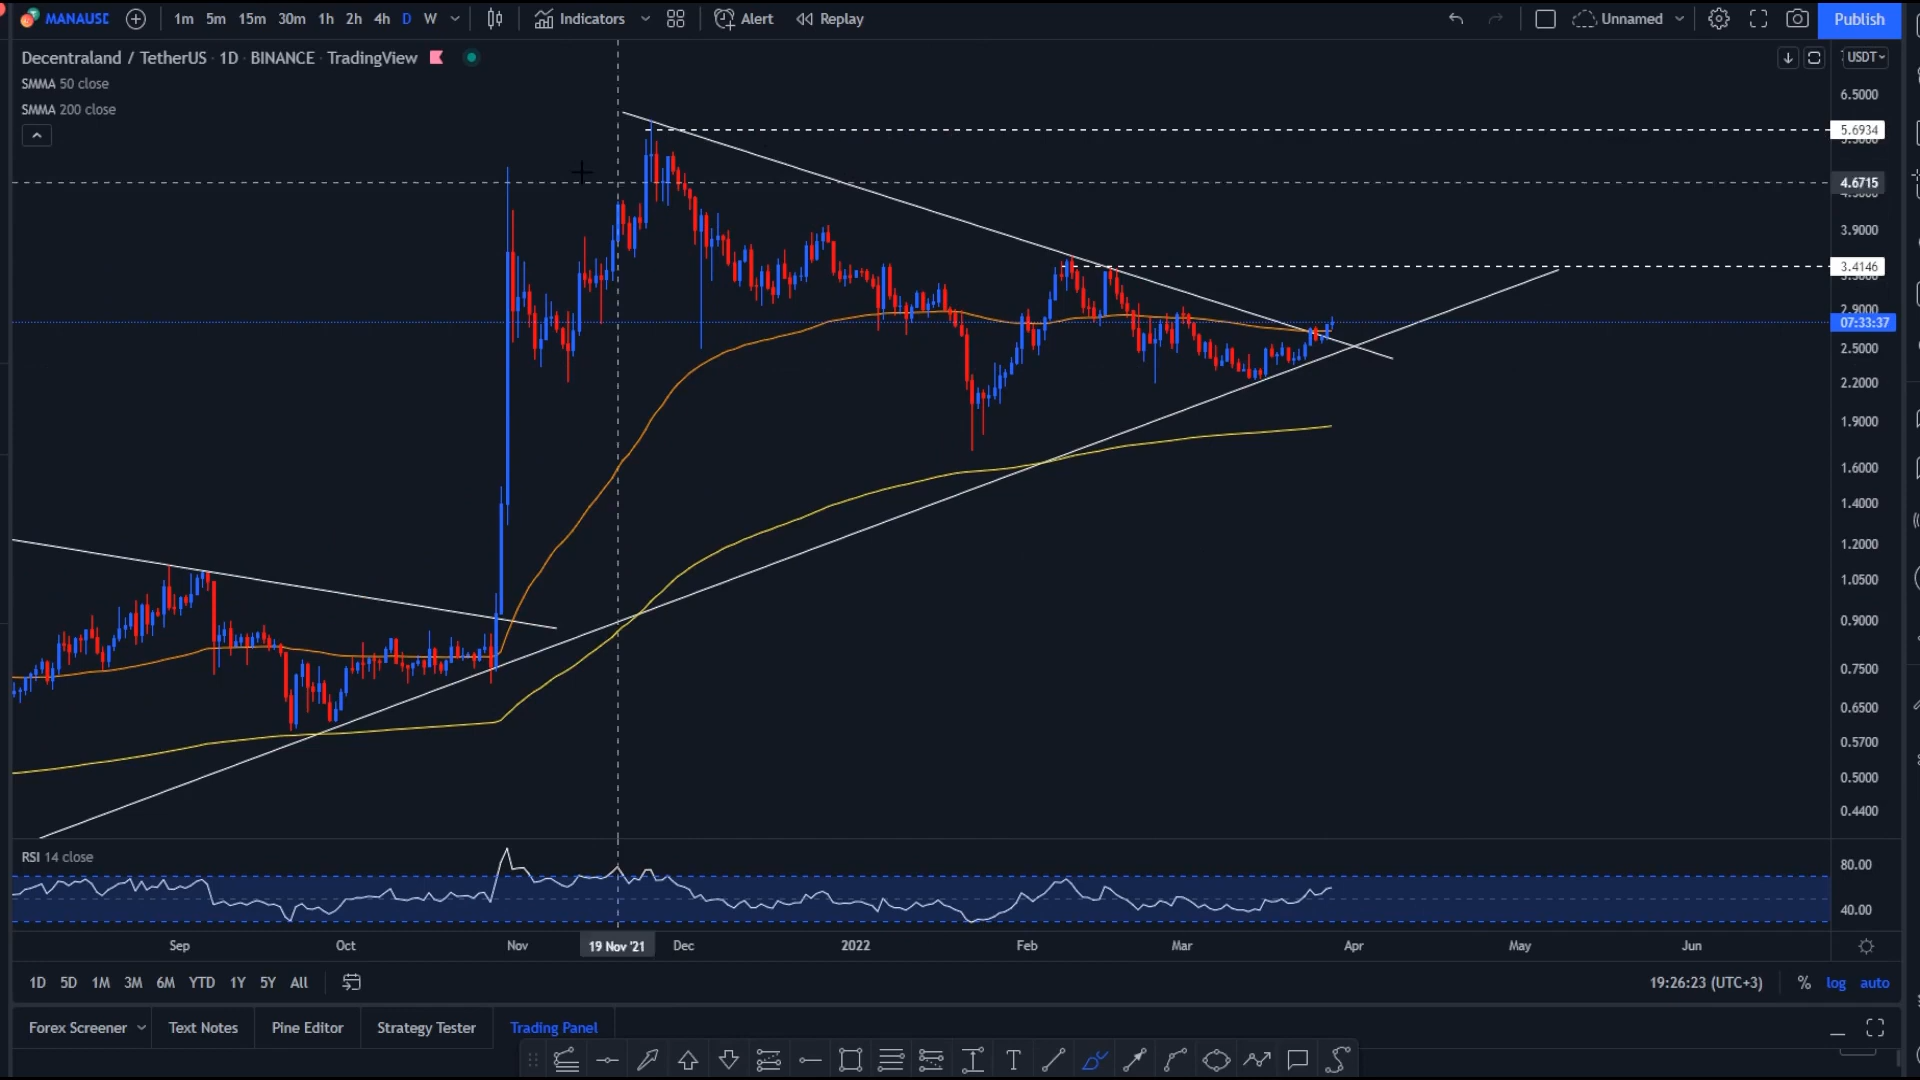 MANAUSD 1m 5m 15m 30m 1h 2h 4h D W Indicators Alert Replay Unnamed Publish
Decentraland / TetherUS · 1D · BINANCE · TradingView
USDT
SMMA 50 close
SMMA 200 close
6.5000
5.6934
4.6715
3.9000
3.4146
2.9000
07:33:37
2.5000
2.2000
1.9000
1.6000
1.4000
1.2000
1.0500
0.9000
0.7500
0.6500
0.5700
0.5000
0.4400
RSI 14 close
80.00
40.00
Sep Oct Nov 19 Nov '21 Dec 2022 Feb Mar Apr May Jun
1D 5D 1M 3M 6M YTD 1Y 5Y All 19:26:23 (UTC+3) % log auto
Forex Screener Text Notes Pine Editor Strategy Tester Trading Panel